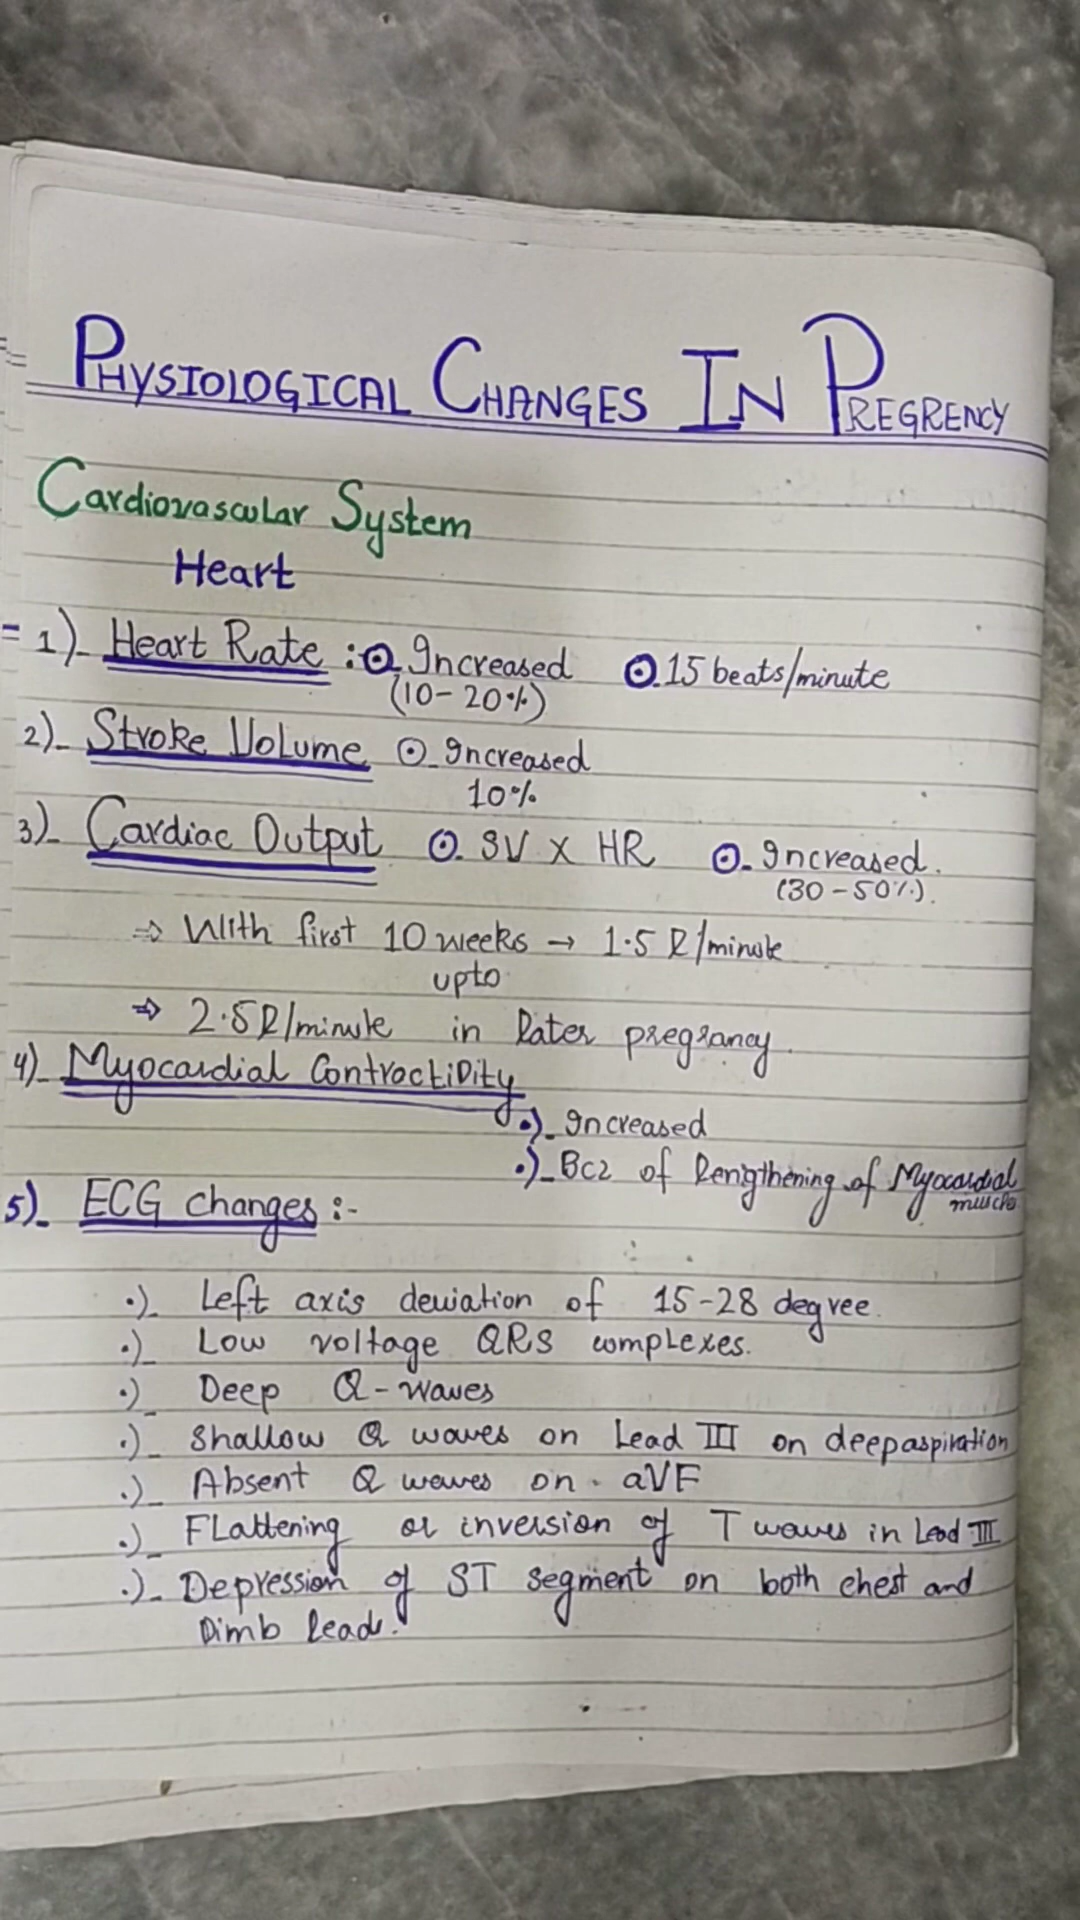 PHYSIOLOGICAL CHANGES IN PREGRENCY
Cardiovascular System
Heart
= 1)- Heart Rate :⊙ Increased ⊙.15 beats/minute
(10-20%)
2)- Stroke Volume ⊙- Increased
10%
3)- Cardiac Output ⊙. SV X HR ⊙- Increased.
(30-50%).
⇒ With first 10 weeks → 1.5 l/minute
upto
⇒ 2.5l/minute in later pregnancy.
4)- Myocardial Contractility
•)- Increased
•)- Bcz of lengthening of Myocardial
muscles
5)- ECG changes :-
•)- Left axis deviation of 15-28 degree.
•)- Low voltage QRS complexes.
•)- Deep Q-waves
•)- Shallow Q waves on Lead III on deepaspiration
•)- Absent Q waves on aVF
•)- Flattening or inversion of T waves in Lead III
•)- Depression of ST segment on both chest and
limb leads.